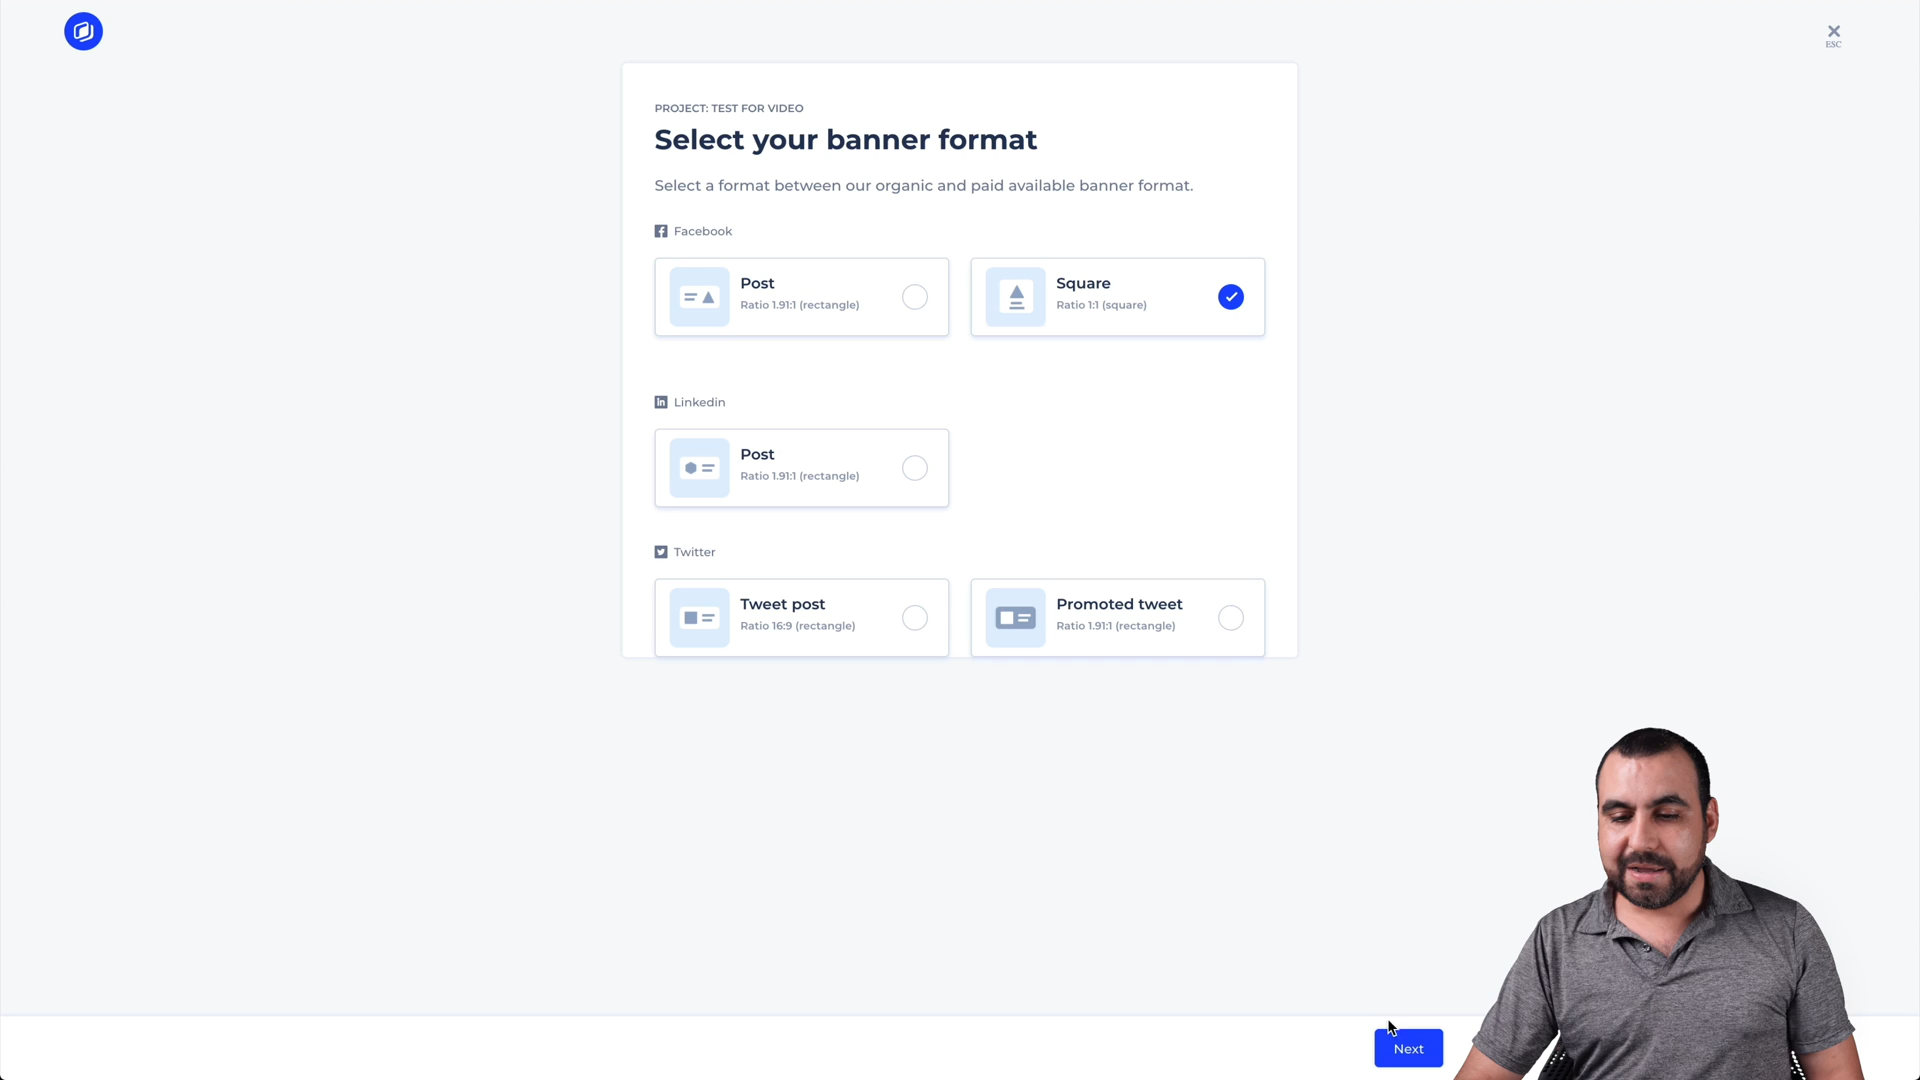 ESC
PROJECT: TEST FOR VIDEO
Select your banner format
Select a format between our organic and paid available banner format.
Facebook
Post
Ratio 1.91:1 (rectangle)
Square
Ratio 1:1 (square)
Linkedin
Post
Ratio 1.91:1 (rectangle)
Twitter
Tweet post
Ratio 16:9 (rectangle)
Promoted tweet
Ratio 1.91:1 (rectangle)
Next